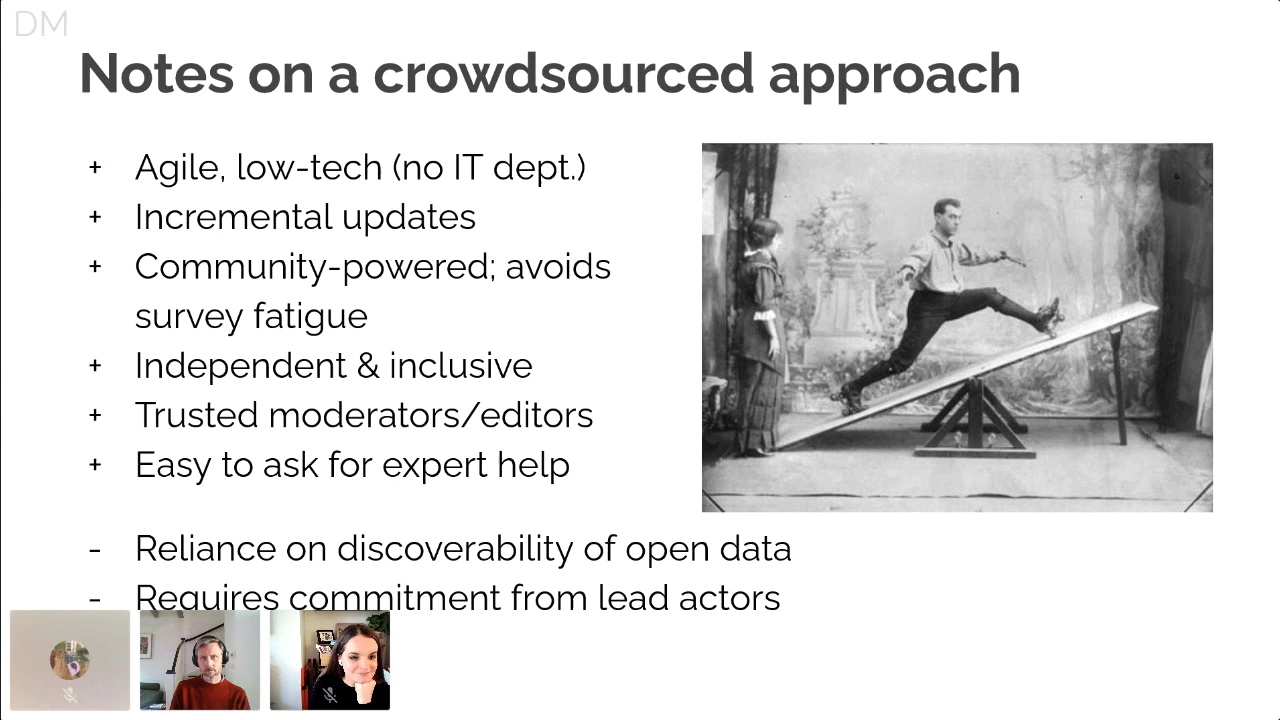 DM
Notes on a crowdsourced approach
+ Agile, low-tech (no IT dept.)
+ Incremental updates
+ Community-powered; avoids
survey fatigue
+ Independent & inclusive
+ Trusted moderators/editors
+ Easy to ask for expert help
- Reliance on discoverability of open data
- Requires commitment from lead actors